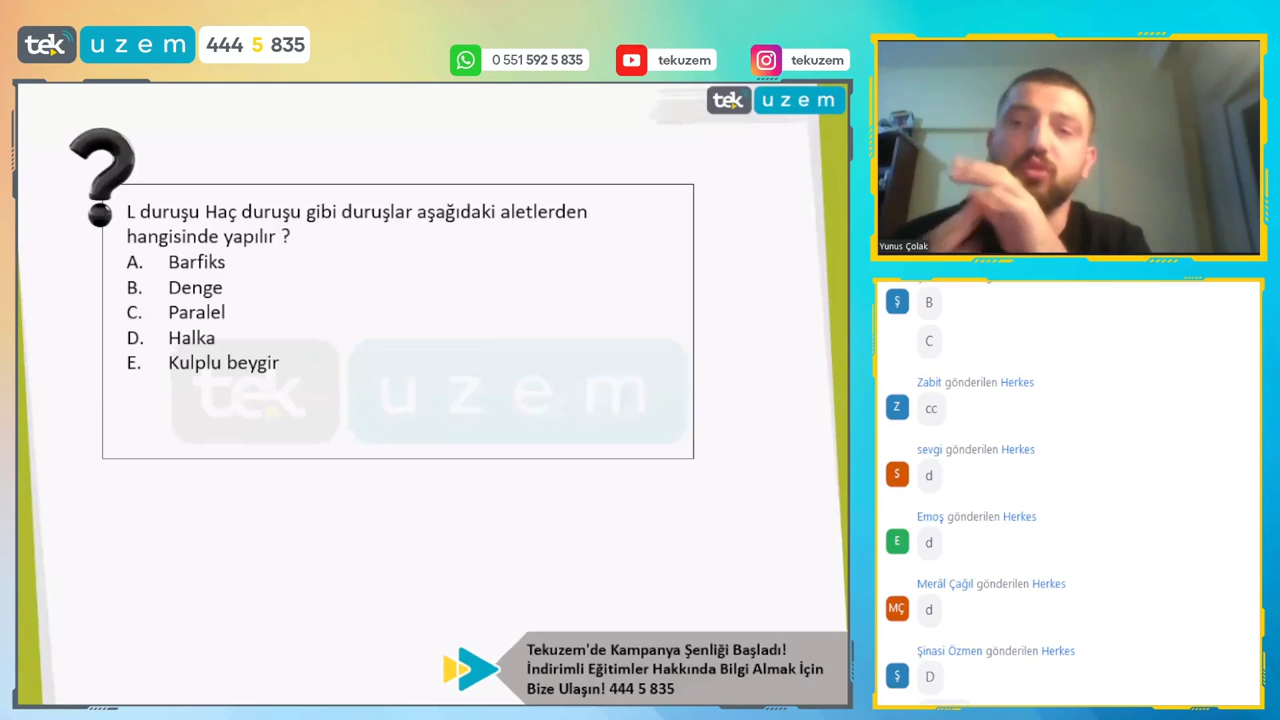 tek uzem 444 5 835
0 551 592 5 835
tekuzem
tekuzem
tek uzem
?
L duruşu Haç duruşu gibi duruşlar aşağıdaki aletlerden
hangisinde yapılır ?
A. Barfiks
B. Denge
C. Paralel
D. Halka
E. Kulplu beygir
tek uzem
Tekuzem'de Kampanya Şenliği Başladı!
İndirimli Eğitimler Hakkında Bilgi Almak İçin
Bize Ulaşın! 444 5 835
Yunus Çolak
Ş B
C
Zabit gönderilen Herkes
Z cc
sevgi gönderilen Herkes
S d
Emoş gönderilen Herkes
E d
Merâl Çağıl gönderilen Herkes
MÇ d
Şinasi Özmen gönderilen Herkes
Ş D